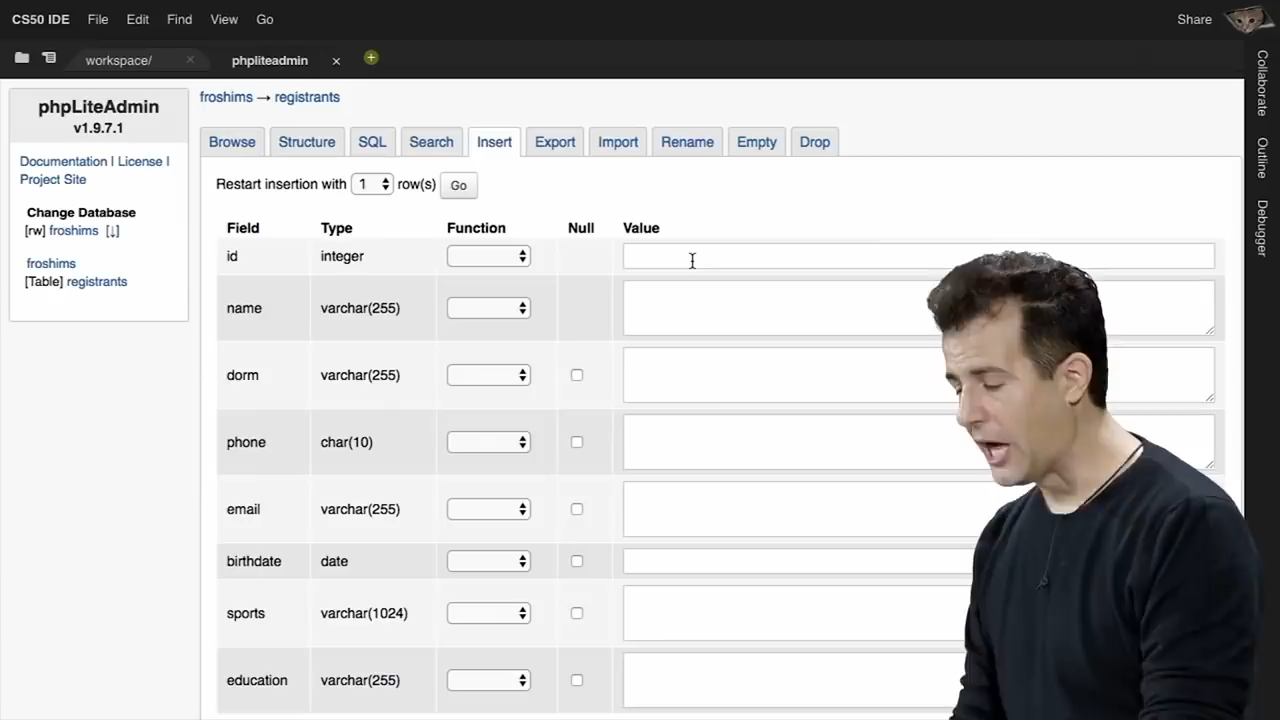 CS50 IDE File Edit Find View Go Share
workspace/ phpliteadmin
phpLiteAdmin
v1.9.7.1
Documentation | License |
Project Site
Change Database
[rw] froshims [↓]
froshims
[Table] registrants
froshims → registrants
Browse Structure SQL Search Insert Export Import Rename Empty Drop
Restart insertion with 1 row(s) Go
Field Type Function Null Value
id integer
name varchar(255)
dorm varchar(255)
phone char(10)
email varchar(255)
birthdate date
sports varchar(1024)
education varchar(255)
Collaborate
Outline
Debugger